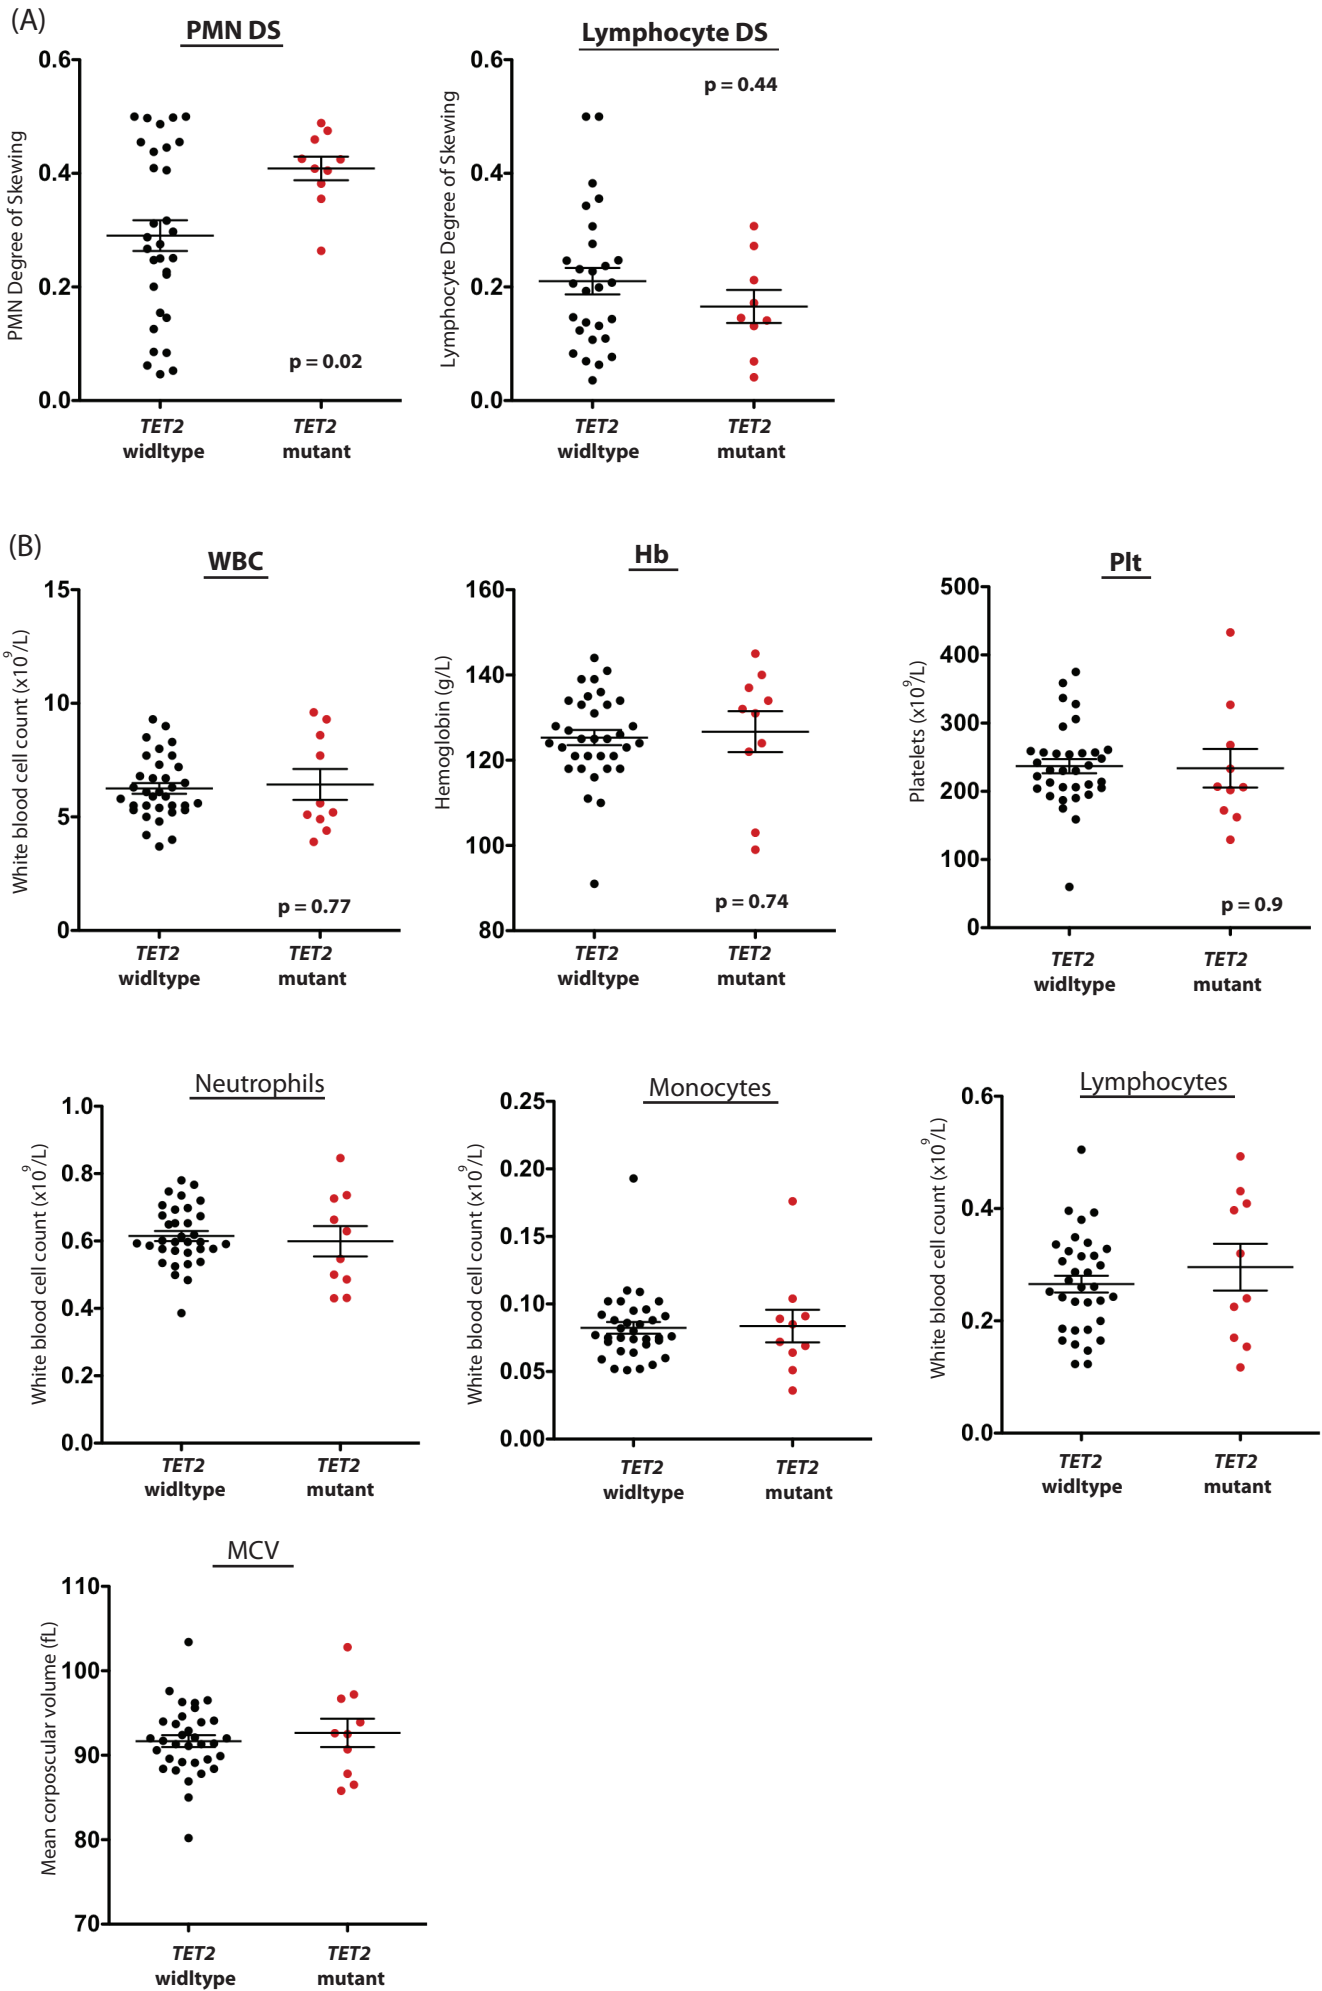 (A)
PMN DS
Lymphocyte DS
PMN Degree of Skewing
0.6
0.4
0.2
0.0
p = 0.02
TET2
widltype
TET2
mutant
Lymphocyte Degree of Skewing
0.6
0.4
0.2
0.0
p = 0.44
TET2
widltype
TET2
mutant
(B)
WBC
White blood cell count (x10⁹/L)
15
10
5
0
p = 0.77
TET2
widltype
TET2
mutant
Hb
Hemoglobin (g/L)
160
140
120
100
80
p = 0.74
TET2
widltype
TET2
mutant
Plt
Platelets (x10⁹/L)
500
400
300
200
100
0
p = 0.9
TET2
widltype
TET2
mutant
Neutrophils
White blood cell count (x10⁹/L)
1.0
0.8
0.6
0.4
0.2
0.0
TET2
widltype
TET2
mutant
Monocytes
White blood cell count (x10⁹/L)
0.25
0.20
0.15
0.10
0.05
0.00
TET2
widltype
TET2
mutant
Lymphocytes
White blood cell count (x10⁹/L)
0.6
0.4
0.2
0.0
TET2
widltype
TET2
mutant
MCV
Mean corposcular volume (fL)
110
100
90
80
70
TET2
widltype
TET2
mutant